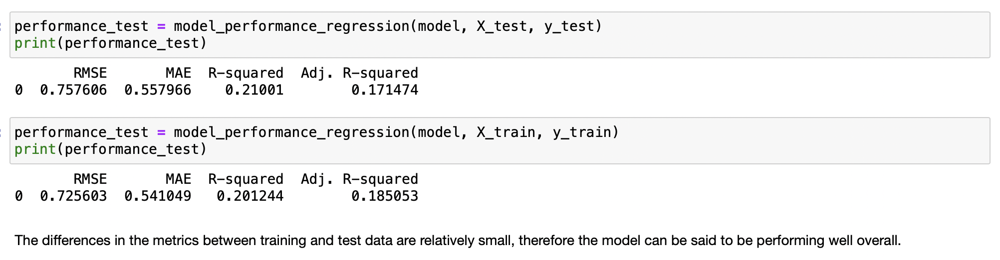 performance_test = model_performance_regression(model, X_test, y_test)
print(performance_test)
RMSE MAE R-squared Adj. R-squared
0 0.757606 0.557966 0.21001 0.171474
performance_test = model_performance_regression(model, X_train, y_train)
print(performance_test)
RMSE MAE R-squared Adj. R-squared
0 0.725603 0.541049 0.201244 0.185053
The differences in the metrics between training and test data are relatively small, therefore the model can be said to be performing well overall.